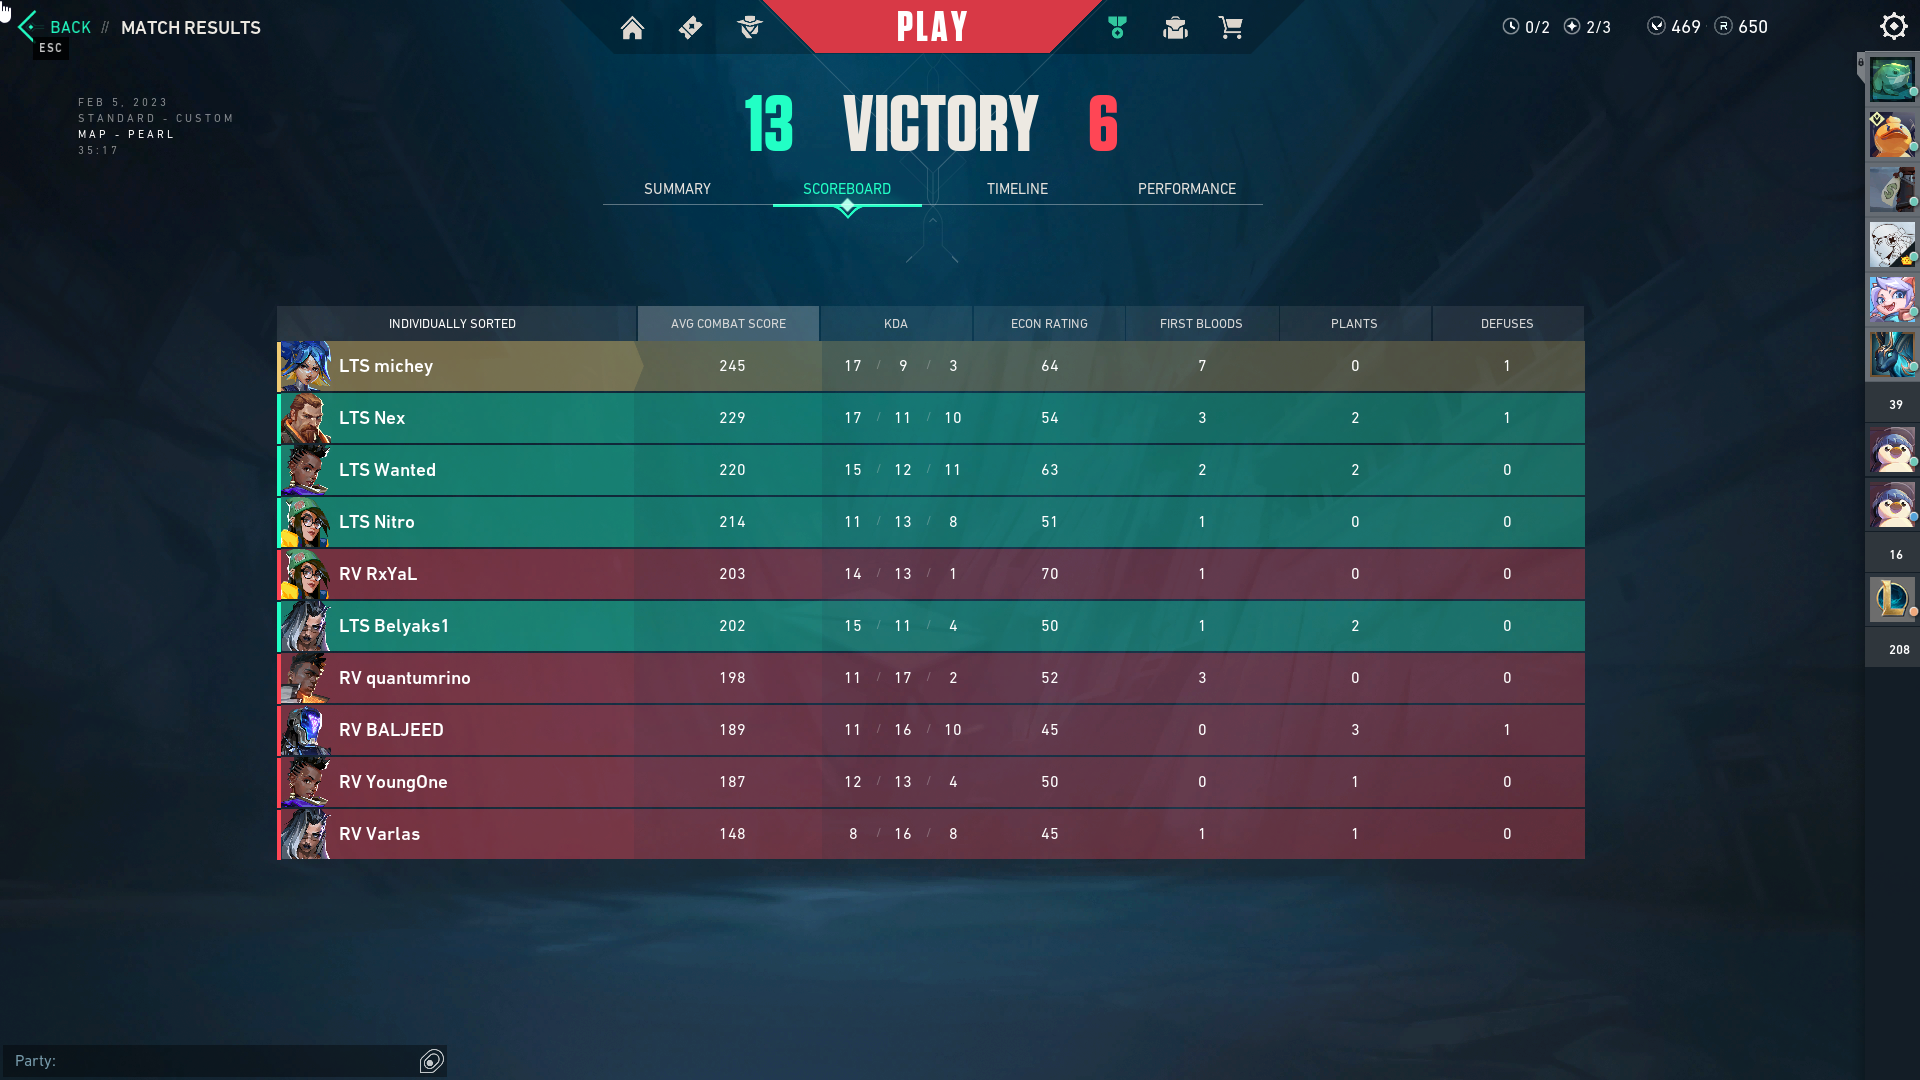 BACK // MATCH RESULTS
ESC
PLAY
0/2 2/3 469 650
FEB 5, 2023
STANDARD - CUSTOM
MAP - PEARL
35:17
13 VICTORY 6
SUMMARY SCOREBOARD TIMELINE PERFORMANCE
INDIVIDUALLY SORTED AVG COMBAT SCORE KDA ECON RATING FIRST BLOODS PLANTS DEFUSES
LTS michey 245 17 / 9 / 3 64 7 0 1
LTS Nex 229 17 / 11 / 10 54 3 2 1
LTS Wanted 220 15 / 12 / 11 63 2 2 0
LTS Nitro 214 11 / 13 / 8 51 1 0 0
RV RxYaL 203 14 / 13 / 1 70 1 0 0
LTS Belyaks1 202 15 / 11 / 4 50 1 2 0
RV quantumrino 198 11 / 17 / 2 52 3 0 0
RV BALJEED 189 11 / 16 / 10 45 0 3 1
RV YoungOne 187 12 / 13 / 4 50 0 1 0
RV Varlas 148 8 / 16 / 8 45 1 1 0
39
16
208
Party: